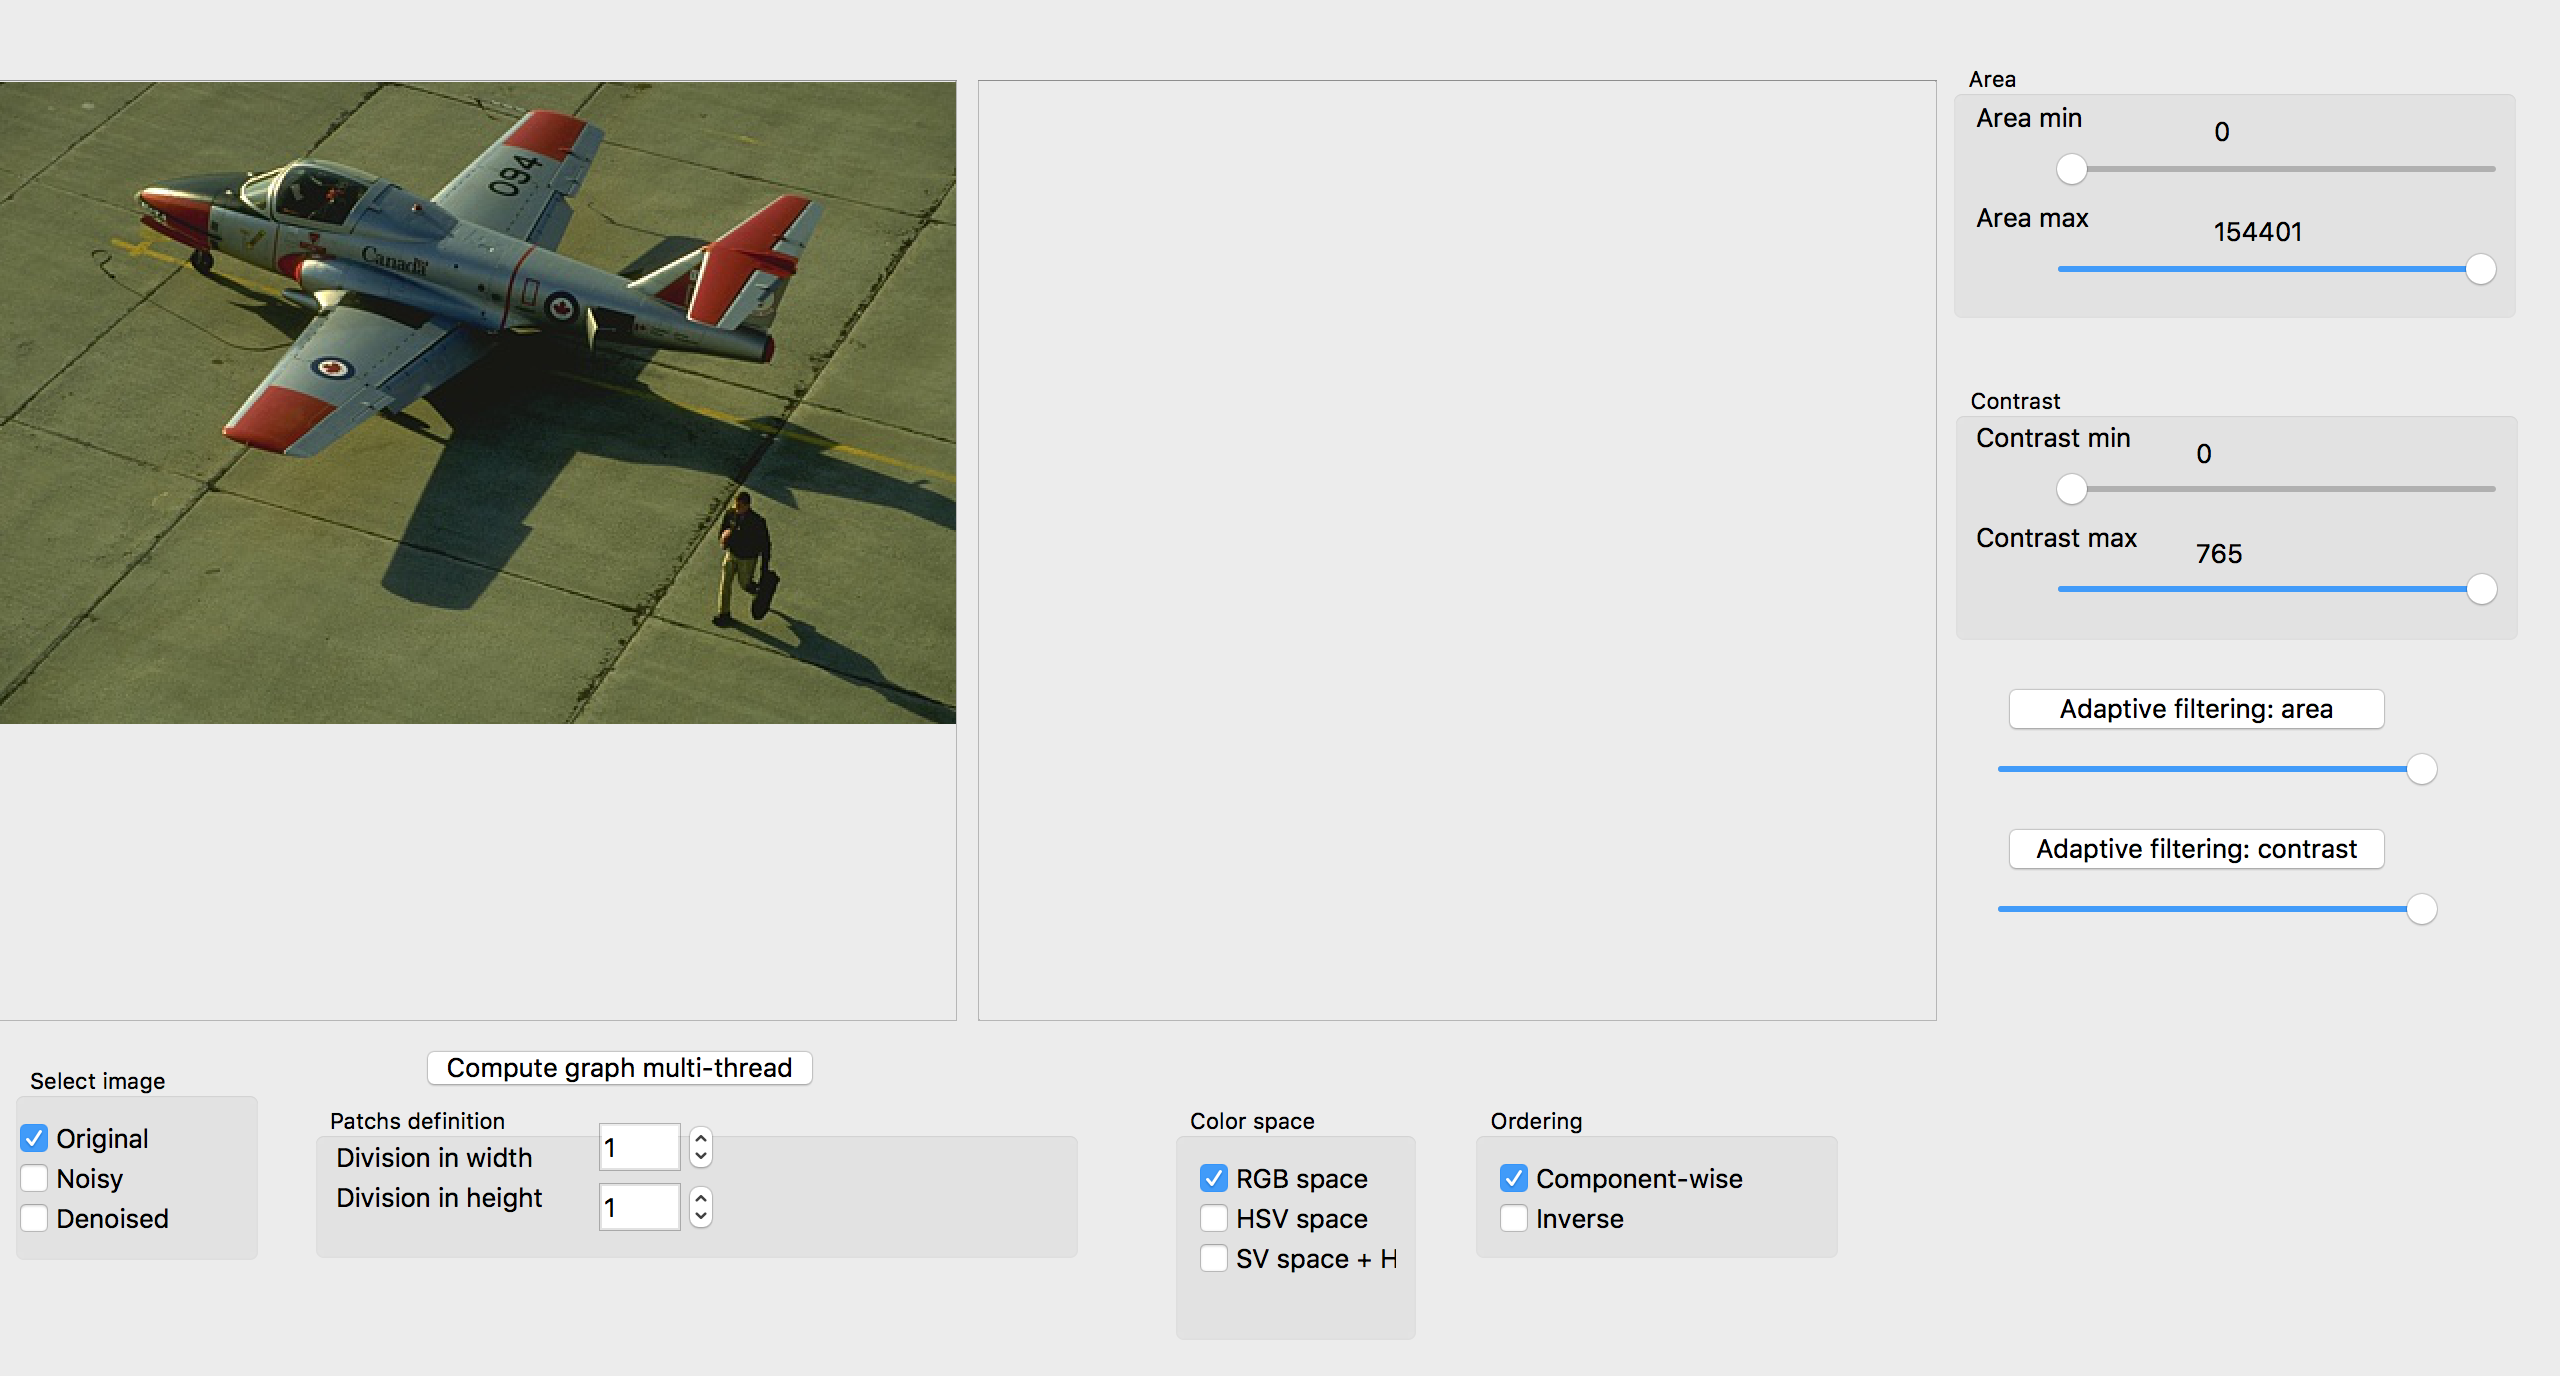 094
Canada
Area
Area min
0
Area max
154401
Contrast
Contrast min
0
Contrast max
765
Adaptive filtering: area
Adaptive filtering: contrast
Compute graph multi-thread
Select image
Original
Noisy
Denoised
Patchs definition
Division in width
1
Division in height
1
Color space
RGB space
HSV space
SV space + H
Ordering
Component-wise
Inverse